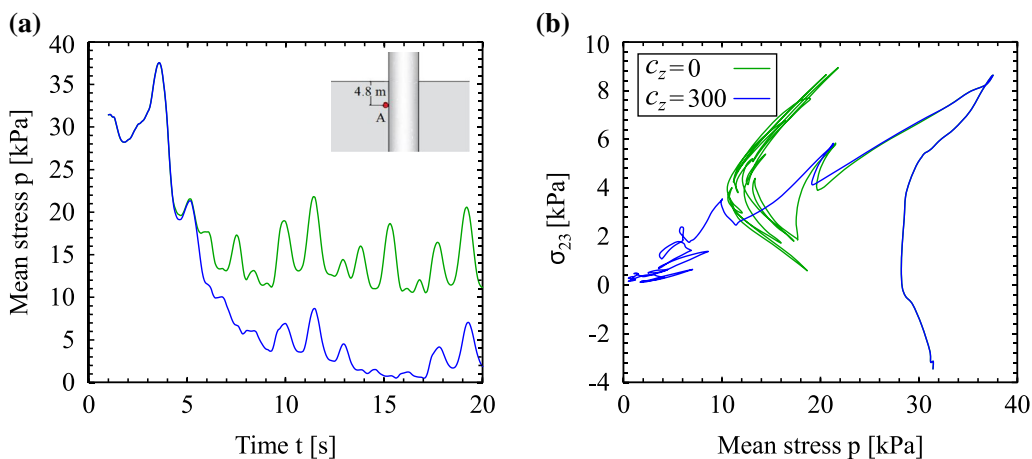 (a)
Mean stress p [kPa]
40
35
30
25
20
15
10
5
0
0 5 10 15 20
Time t [s]
4.8 m
A
(b)
σ23 [kPa]
10
8
6
4
2
0
-2
-4
0 10 20 30 40
Mean stress p [kPa]
cz=0
cz=300